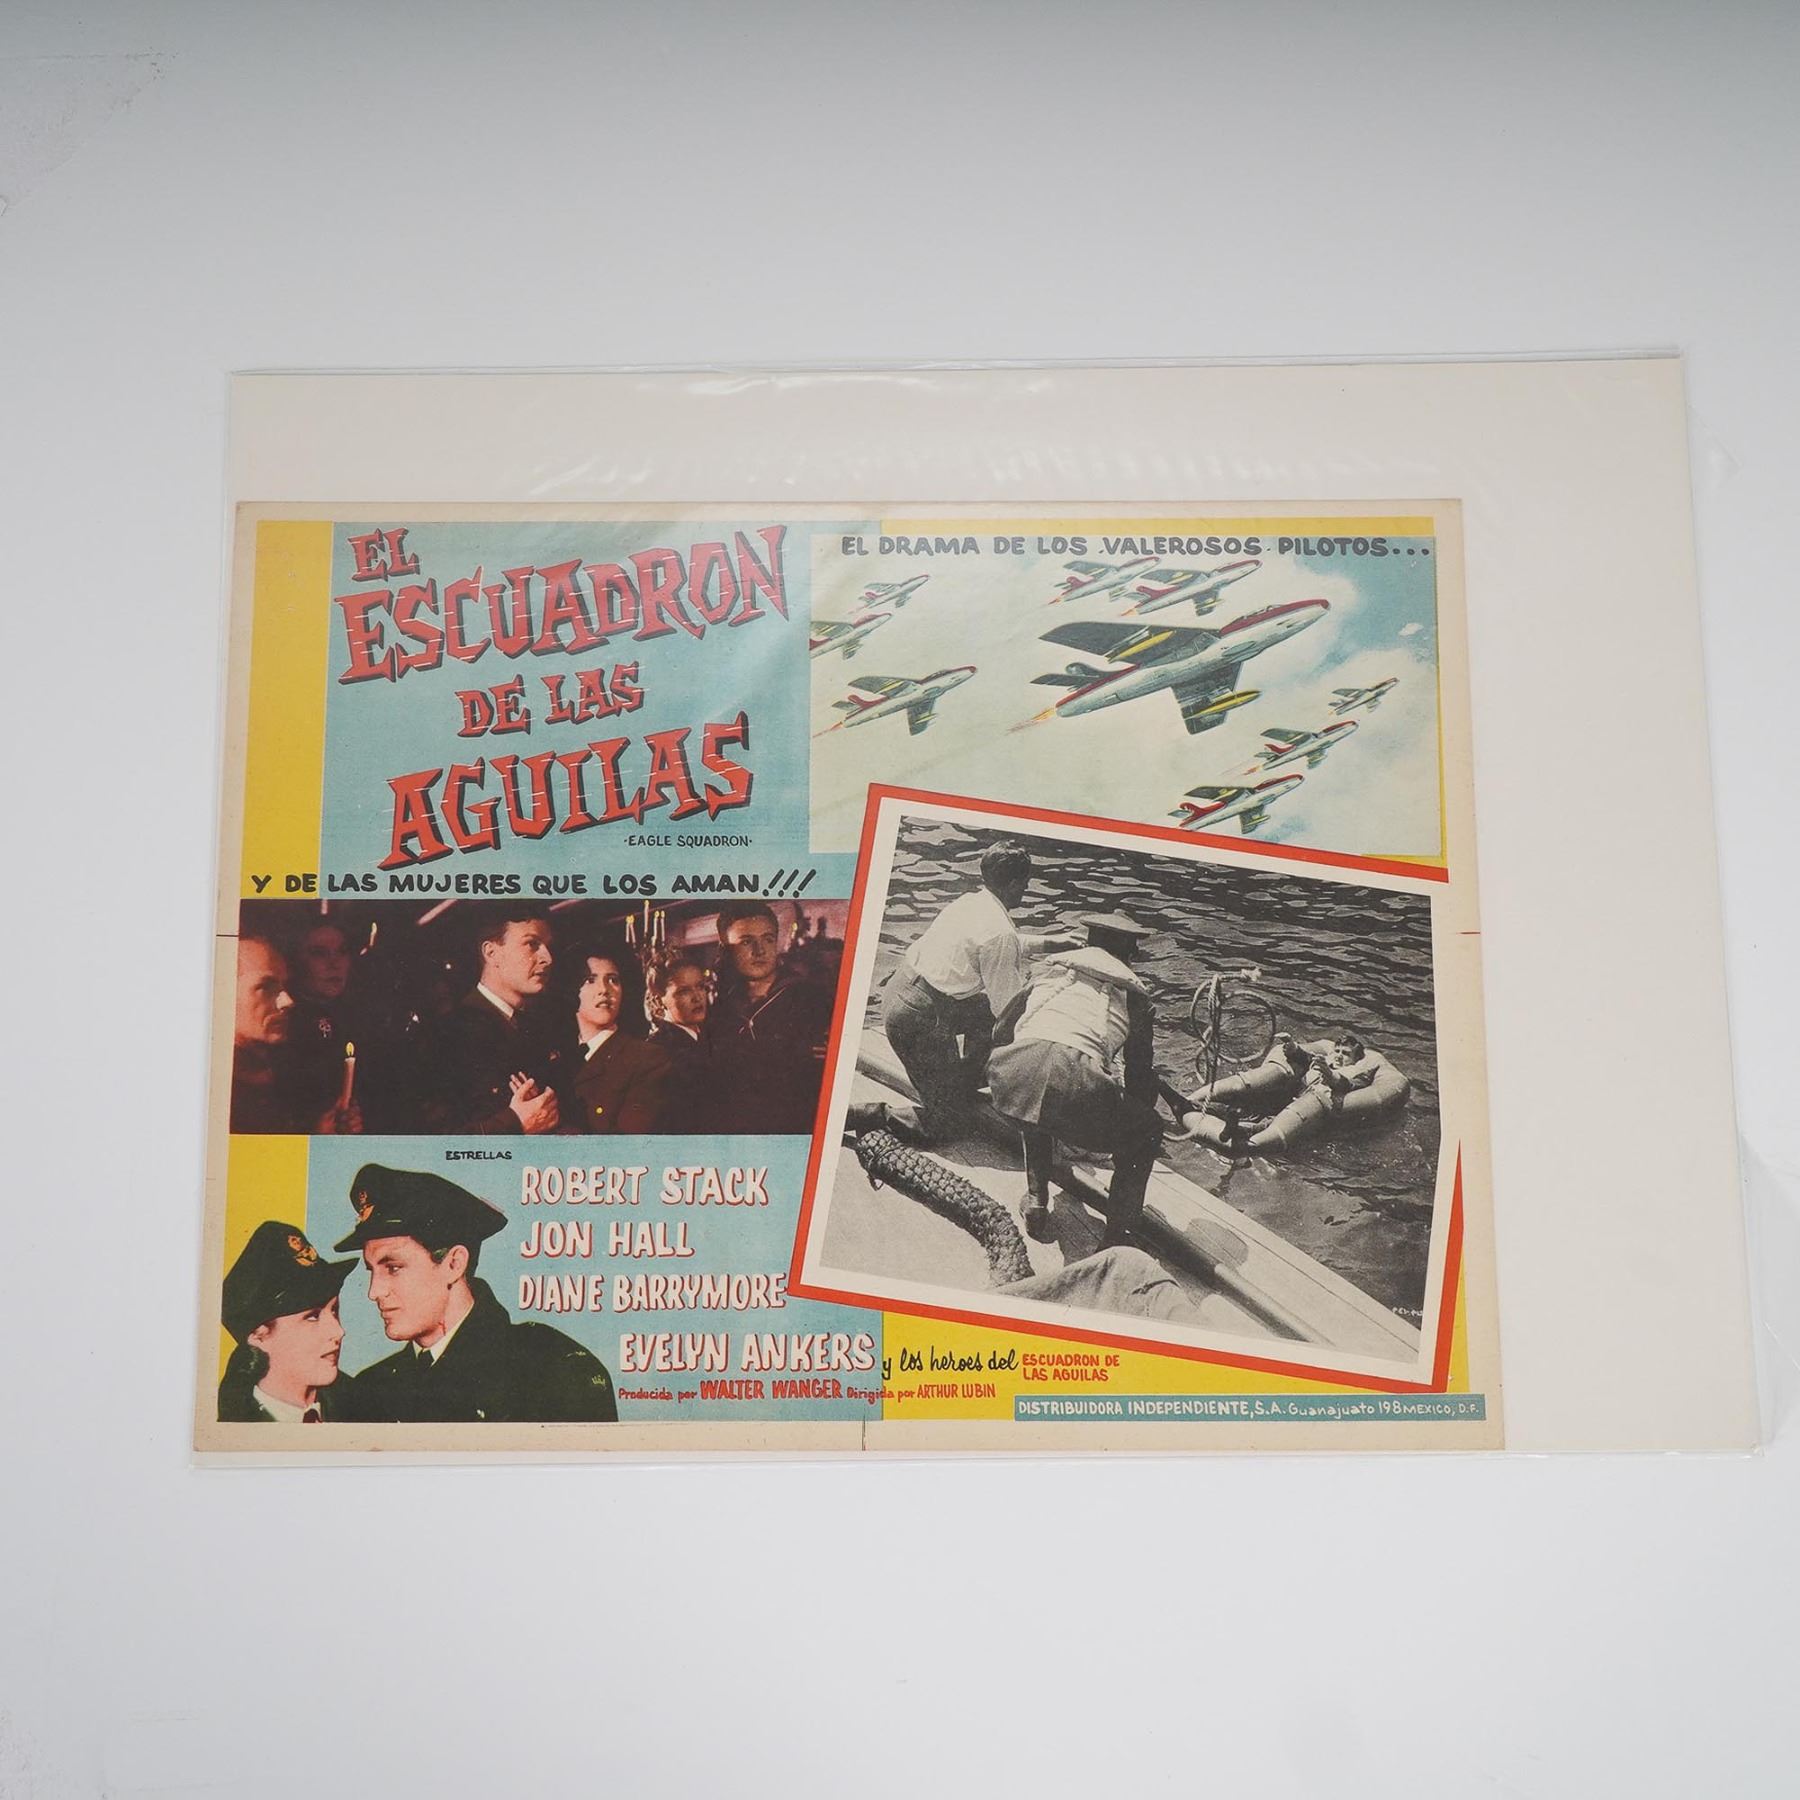 EL
ESCUADRON
DE LAS
AGUILAS
·EAGLE SQUADRON·
EL DRAMA DE LOS VALEROSOS PILOTOS...
Y DE LAS MUJERES QUE LOS AMAN!!!
ESTRELLAS
ROBERT STACK
JON HALL
DIANE BARRYMORE
EVELYN ANKERS
y los heroes del ESCUADRON DE
LAS AGUILAS
Producida por WALTER WANGER Dirigida por ARTHUR LUBIN
DISTRIBUIDORA INDEPENDIENTE, S.A. Guanajuato 198 MEXICO, D.F.